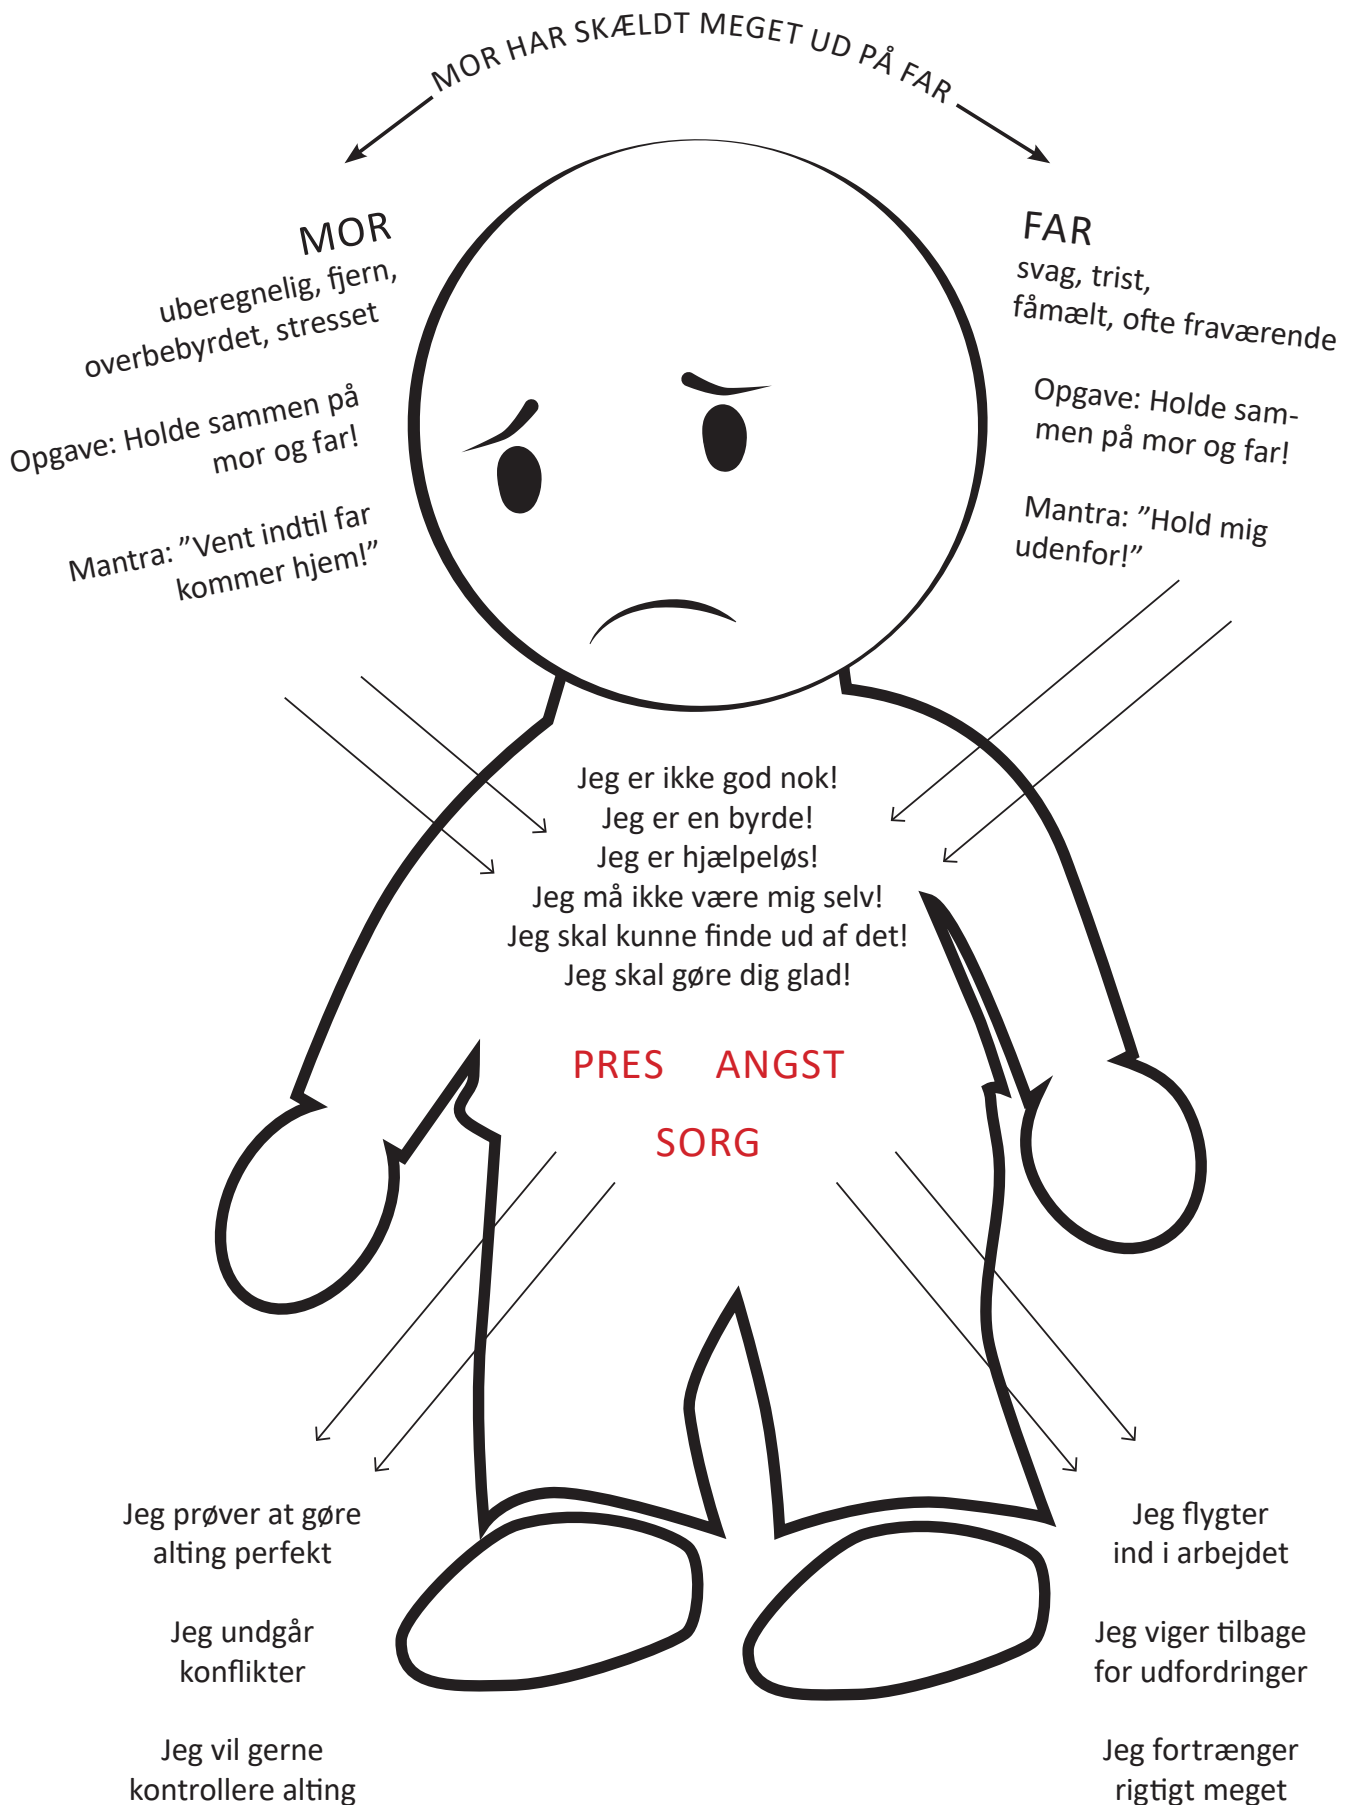 MOR HAR SKÆLDT MEGET UD PÅ FAR
MOR
uberegnelig, fjern,
overbebyrdet, stresset
Opgave: Holde sammen på
mor og far!
Mantra: ”Vent indtil far
kommer hjem!”
FAR
svag, trist,
fåmælt, ofte fraværende
Opgave: Holde sam-
men på mor og far!
Mantra: ”Hold mig
udenfor!”
Jeg er ikke god nok!
Jeg er en byrde!
Jeg er hjælpeløs!
Jeg må ikke være mig selv!
Jeg skal kunne finde ud af det!
Jeg skal gøre dig glad!
PRES ANGST
SORG
Jeg prøver at gøre
alting perfekt
Jeg undgår
konflikter
Jeg vil gerne
kontrollere alting
Jeg flygter
ind i arbejdet
Jeg viger tilbage
for udfordringer
Jeg fortrænger
rigtigt meget